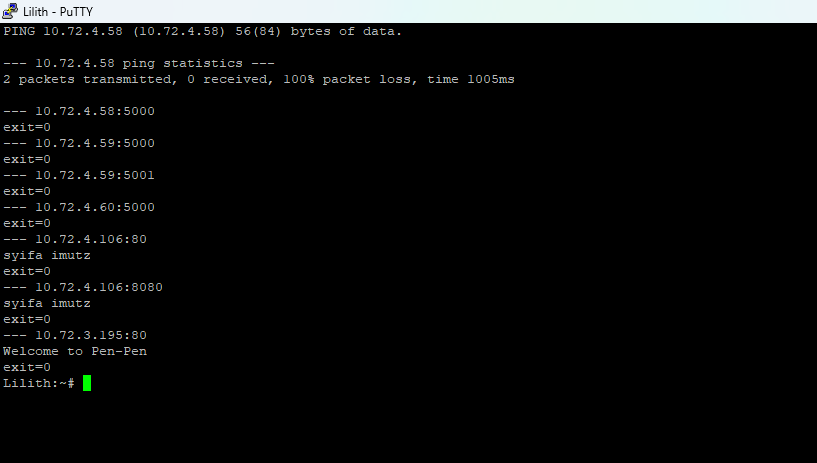 Lilith - PuTTY
PING 10.72.4.58 (10.72.4.58) 56(84) bytes of data.
--- 10.72.4.58 ping statistics ---
2 packets transmitted, 0 received, 100% packet loss, time 1005ms
--- 10.72.4.58:5000
exit=0
--- 10.72.4.59:5000
exit=0
--- 10.72.4.59:5001
exit=0
--- 10.72.4.60:5000
exit=0
--- 10.72.4.106:80
syifa imutz
exit=0
--- 10.72.4.106:8080
syifa imutz
exit=0
--- 10.72.3.195:80
Welcome to Pen-Pen
exit=0
Lilith:~#